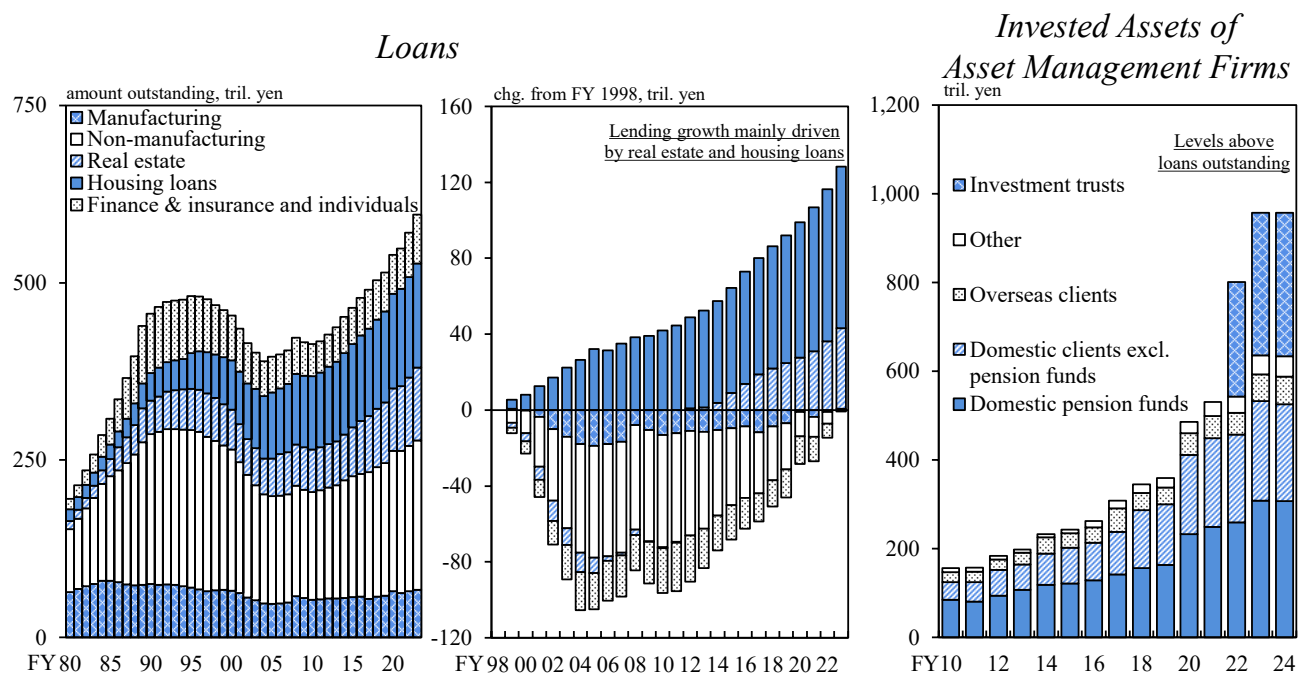 Loans
Invested Assets of
Asset Management Firms
amount outstanding, tril. yen
750
500
250
0
Manufacturing
Non-manufacturing
Real estate
Housing loans
Finance & insurance and individuals
FY80 85 90 95 00 05 10 15 20
chg. from FY 1998, tril. yen
160
120
80
40
0
-40
-80
-120
Lending growth mainly driven
by real estate and housing loans
FY98 00 02 04 06 08 10 12 14 16 18 20 22
tril. yen
1,200
1,000
800
600
400
200
0
Levels above
loans outstanding
Investment trusts
Other
Overseas clients
Domestic clients excl.
pension funds
Domestic pension funds
FY10 12 14 16 18 20 22 24